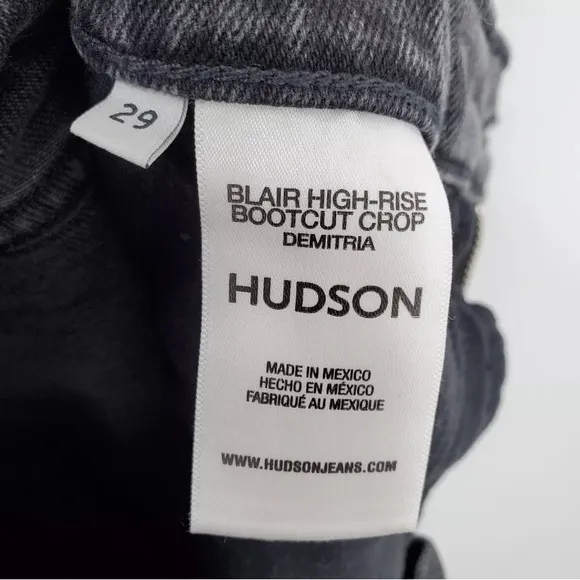 29
BLAIR HIGH-RISE
BOOTCUT CROP
DEMITRIA
HUDSON
MADE IN MEXICO
HECHO EN MÉXICO
FABRIQUÉ AU MEXIQUE
WWW.HUDSONJEANS.COM